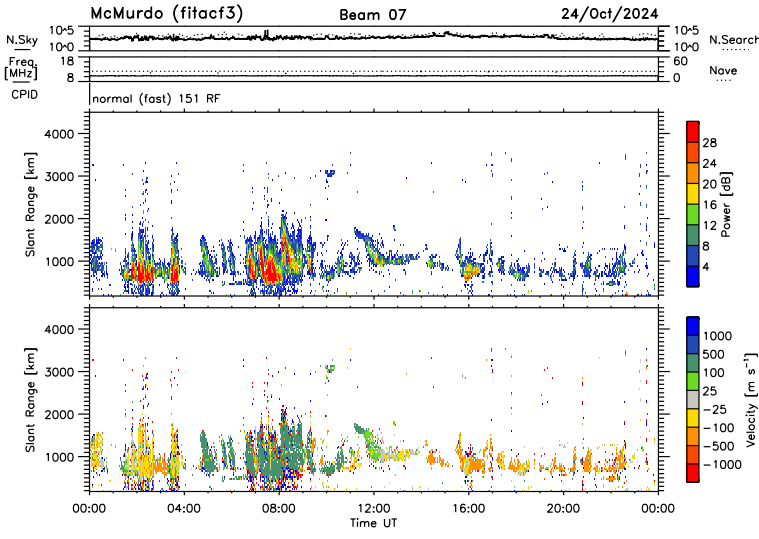 McMurdo (fitacf3) Beam 07 24/Oct/2024
N.Sky 10^5 10^0 10^5 10^0 N.Search
Freq. [MHz] 18 8 60 0 Nave
CPID normal (fast) 151 RF
Slant Range [km] 4000 3000 2000 1000
28 24 20 16 12 8 4 Power [dB]
Slant Range [km] 4000 3000 2000 1000
1000 500 100 25 -25 -100 -500 -1000 Velocity [m s^-1]
00:00 04:00 08:00 12:00 16:00 20:00 00:00
Time UT